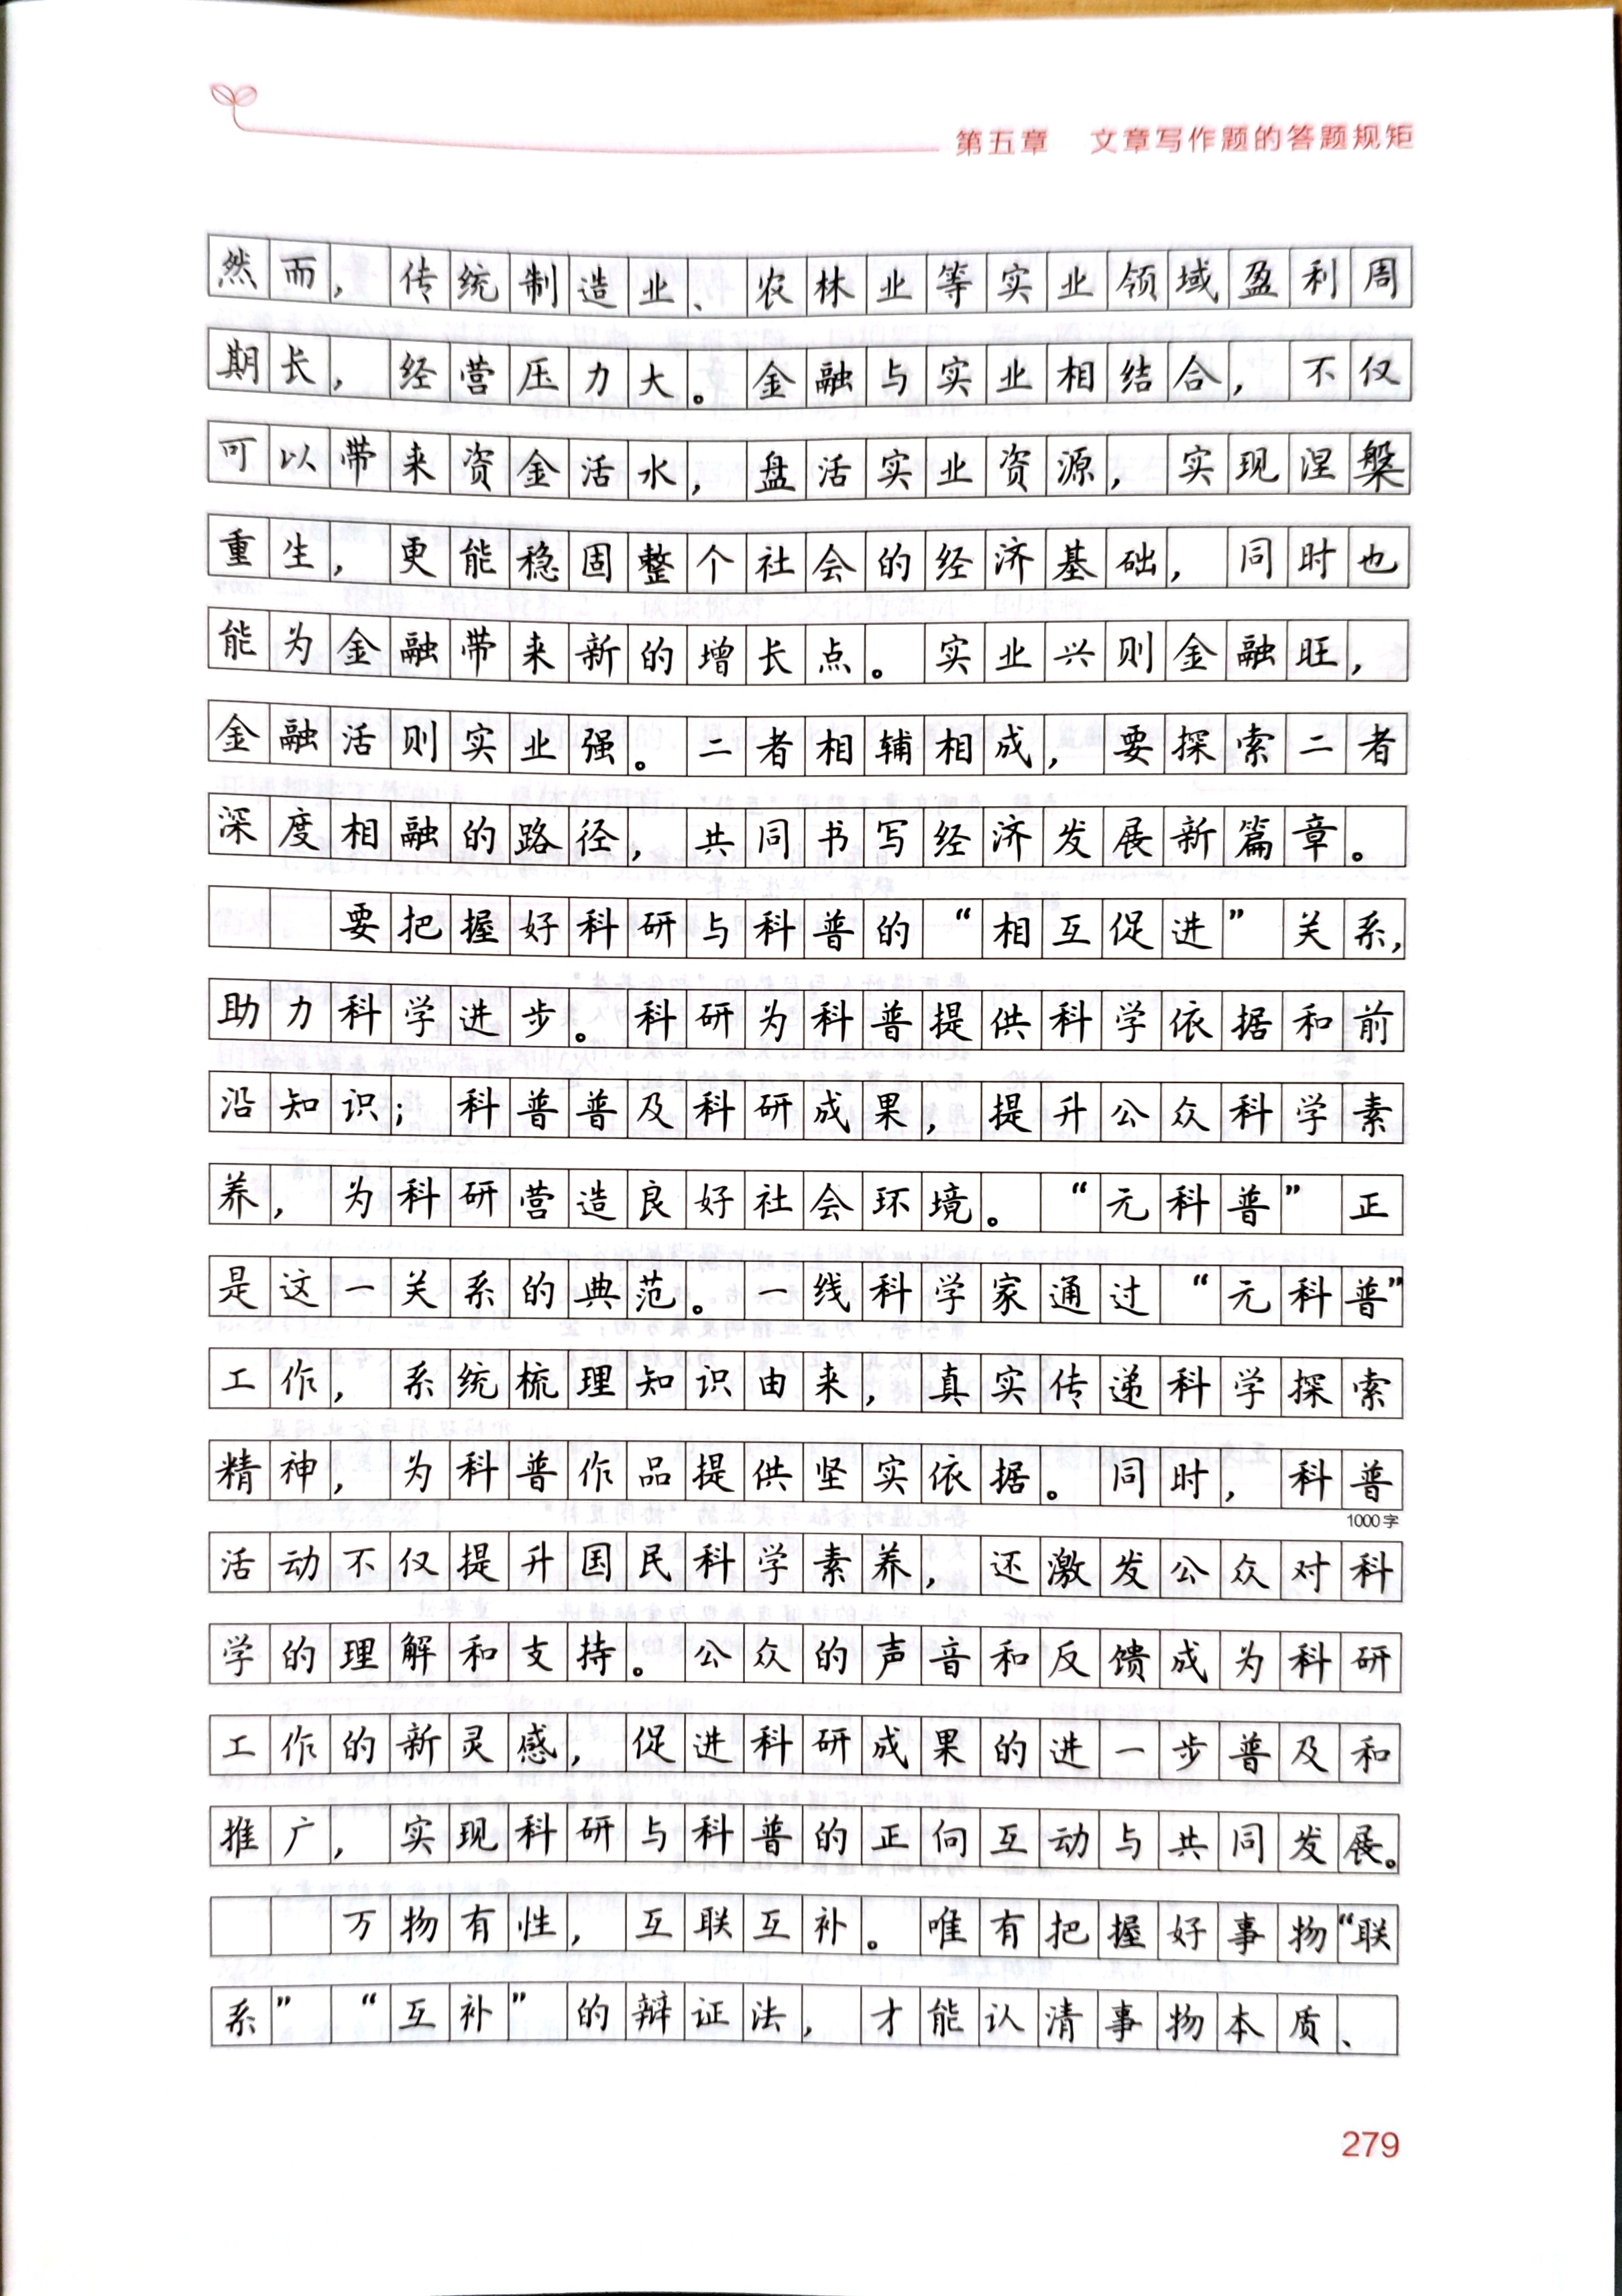 第五章 文章写作题的答题规矩
然而，传统制造业、农林业等实业领域盈利周
期长，经营压力大。金融与实业相结合，不仅
可以带来资金活水，盘活实业资源，实现涅槃
重生，更能稳固整个社会的经济基础，同时也
能为金融带来新的增长点。实业兴则金融旺，
金融活则实业强。二者相辅相成，要探索二者
深度相融的路径，共同书写经济发展新篇章。
要把握好科研与科普的“相互促进”关系，
助力科学进步。科研为科普提供科学依据和前
沿知识；科普普及科研成果，提升公众科学素
养，为科研营造良好社会环境。“元科普”正
是这一关系的典范。一线科学家通过“元科普”
工作，系统梳理知识由来，真实传递科学探索
精神，为科普作品提供坚实依据。同时，科普
1000字
活动不仅提升国民科学素养，还激发公众对科
学的理解和支持。公众的声音和反馈成为科研
工作的新灵感，促进科研成果的进一步普及和
推广，实现科研与科普的正向互动与共同发展。
万物有性，互联互补。唯有把握好事物“联
系”“互补”的辩证法，才能认清事物本质、
279